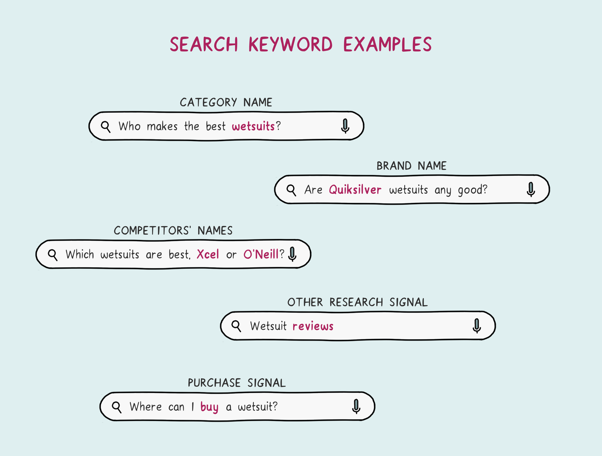 SEARCH KEYWORD EXAMPLES
CATEGORY NAME
Who makes the best wetsuits?
BRAND NAME
Are Quiksilver wetsuits any good?
COMPETITORS' NAMES
Which wetsuits are best, Xcel or O'Neill?
OTHER RESEARCH SIGNAL
Wetsuit reviews
PURCHASE SIGNAL
Where can I buy a wetsuit?